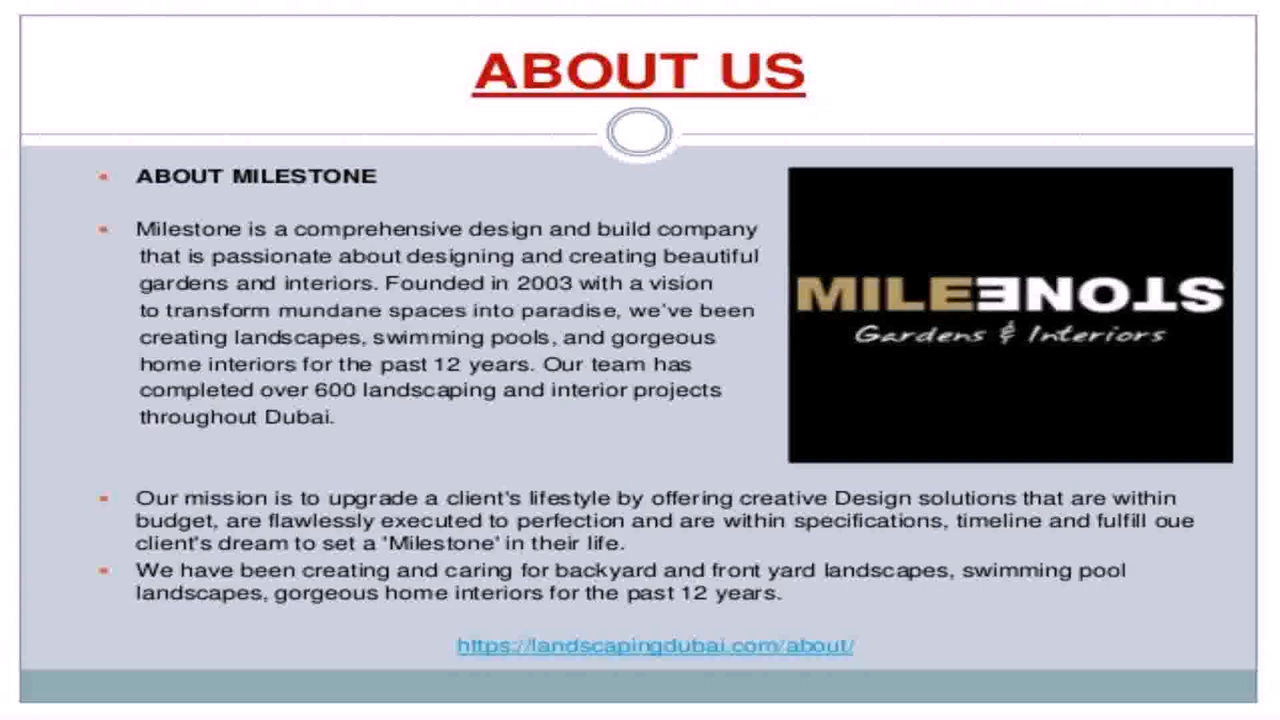 ABOUT US
ABOUT MILESTONE
Milestone is a comprehensive design and build company
that is passionate about designing and creating beautiful
gardens and interiors. Founded in 2003 with a vision
to transform mundane spaces into paradise, we've been
creating landscapes, swimming pools, and gorgeous
home interiors for the past 12 years. Our team has
completed over 600 landscaping and interior projects
throughout Dubai.
MILESTONE
Gardens & Interiors
Our mission is to upgrade a client's lifestyle by offering creative Design solutions that are within
budget, are flawlessly executed to perfection and are within specifications, timeline and fulfill oue
client's dream to set a 'Milestone' in their life.
We have been creating and caring for backyard and front yard landscapes, swimming pool
landscapes, gorgeous home interiors for the past 12 years.
https://landscapingdubai.com/about/